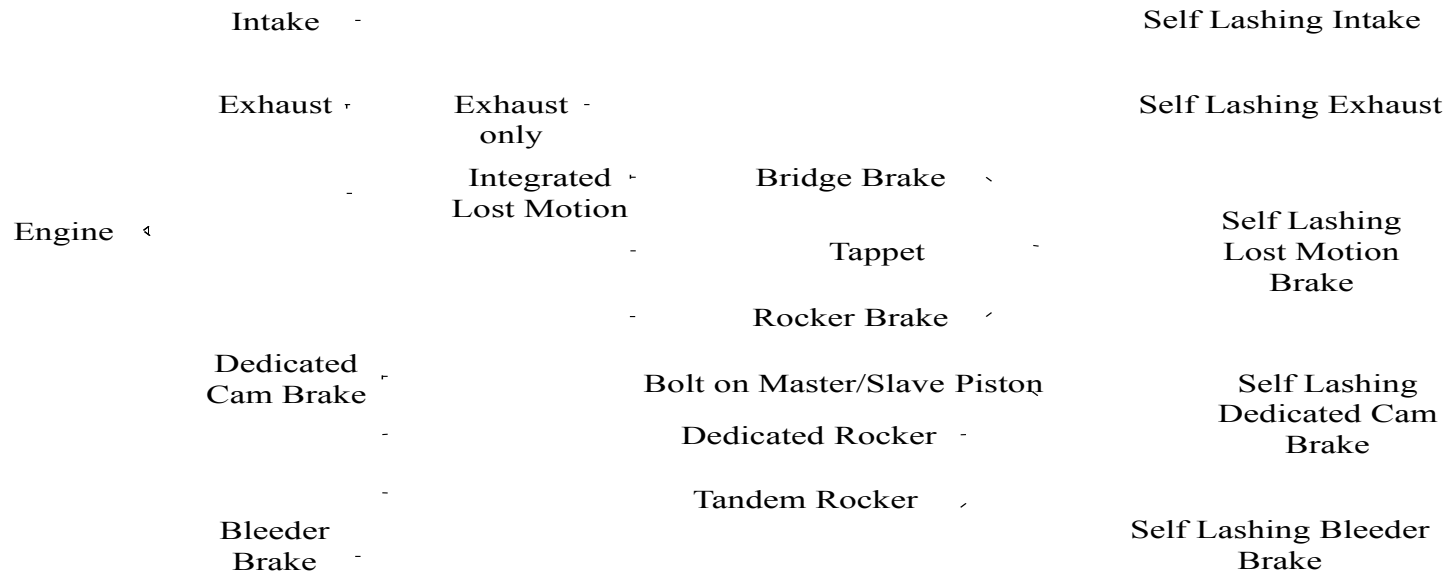 Intake
Self Lashing Intake
Exhaust
Exhaust
only
Self Lashing Exhaust
Integrated
Lost Motion
Bridge Brake
Engine
Tappet
Self Lashing
Lost Motion
Brake
Rocker Brake
Dedicated
Cam Brake
Bolt on Master/Slave Piston
Self Lashing
Dedicated Cam
Brake
Dedicated Rocker
Tandem Rocker
Bleeder
Brake
Self Lashing Bleeder
Brake